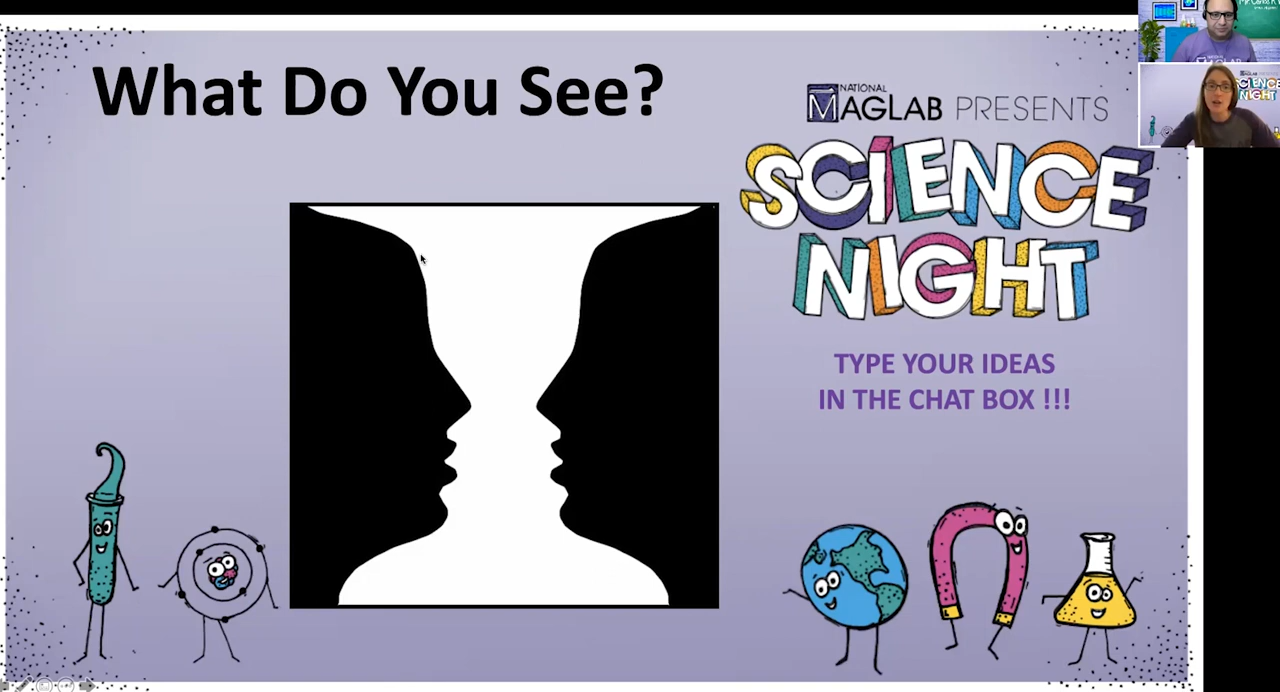 What Do You See?
NATIONAL
MAGLAB PRESENTS
SCIENCE
NIGHT
TYPE YOUR IDEAS
IN THE CHAT BOX !!!